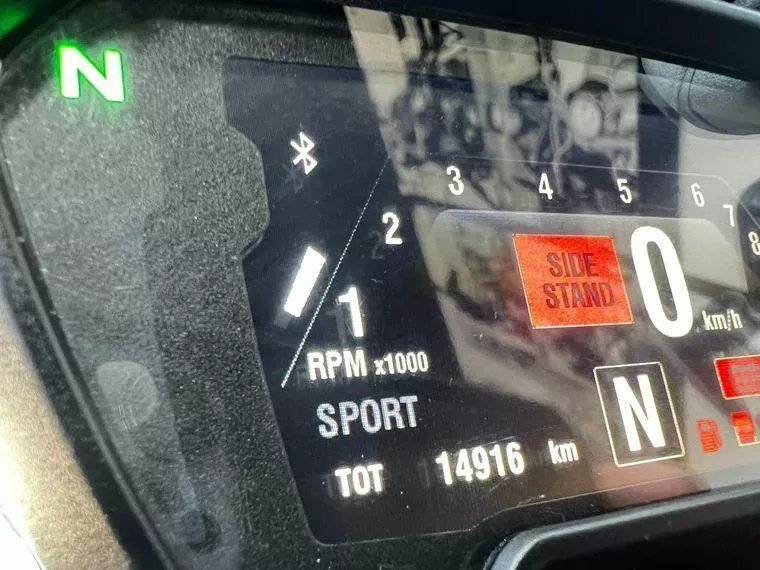 N
3 4 5 6 7 8
2
1
SIDE
STAND
0
km/h
RPM x1000
SPORT
N
TOT 14916 km